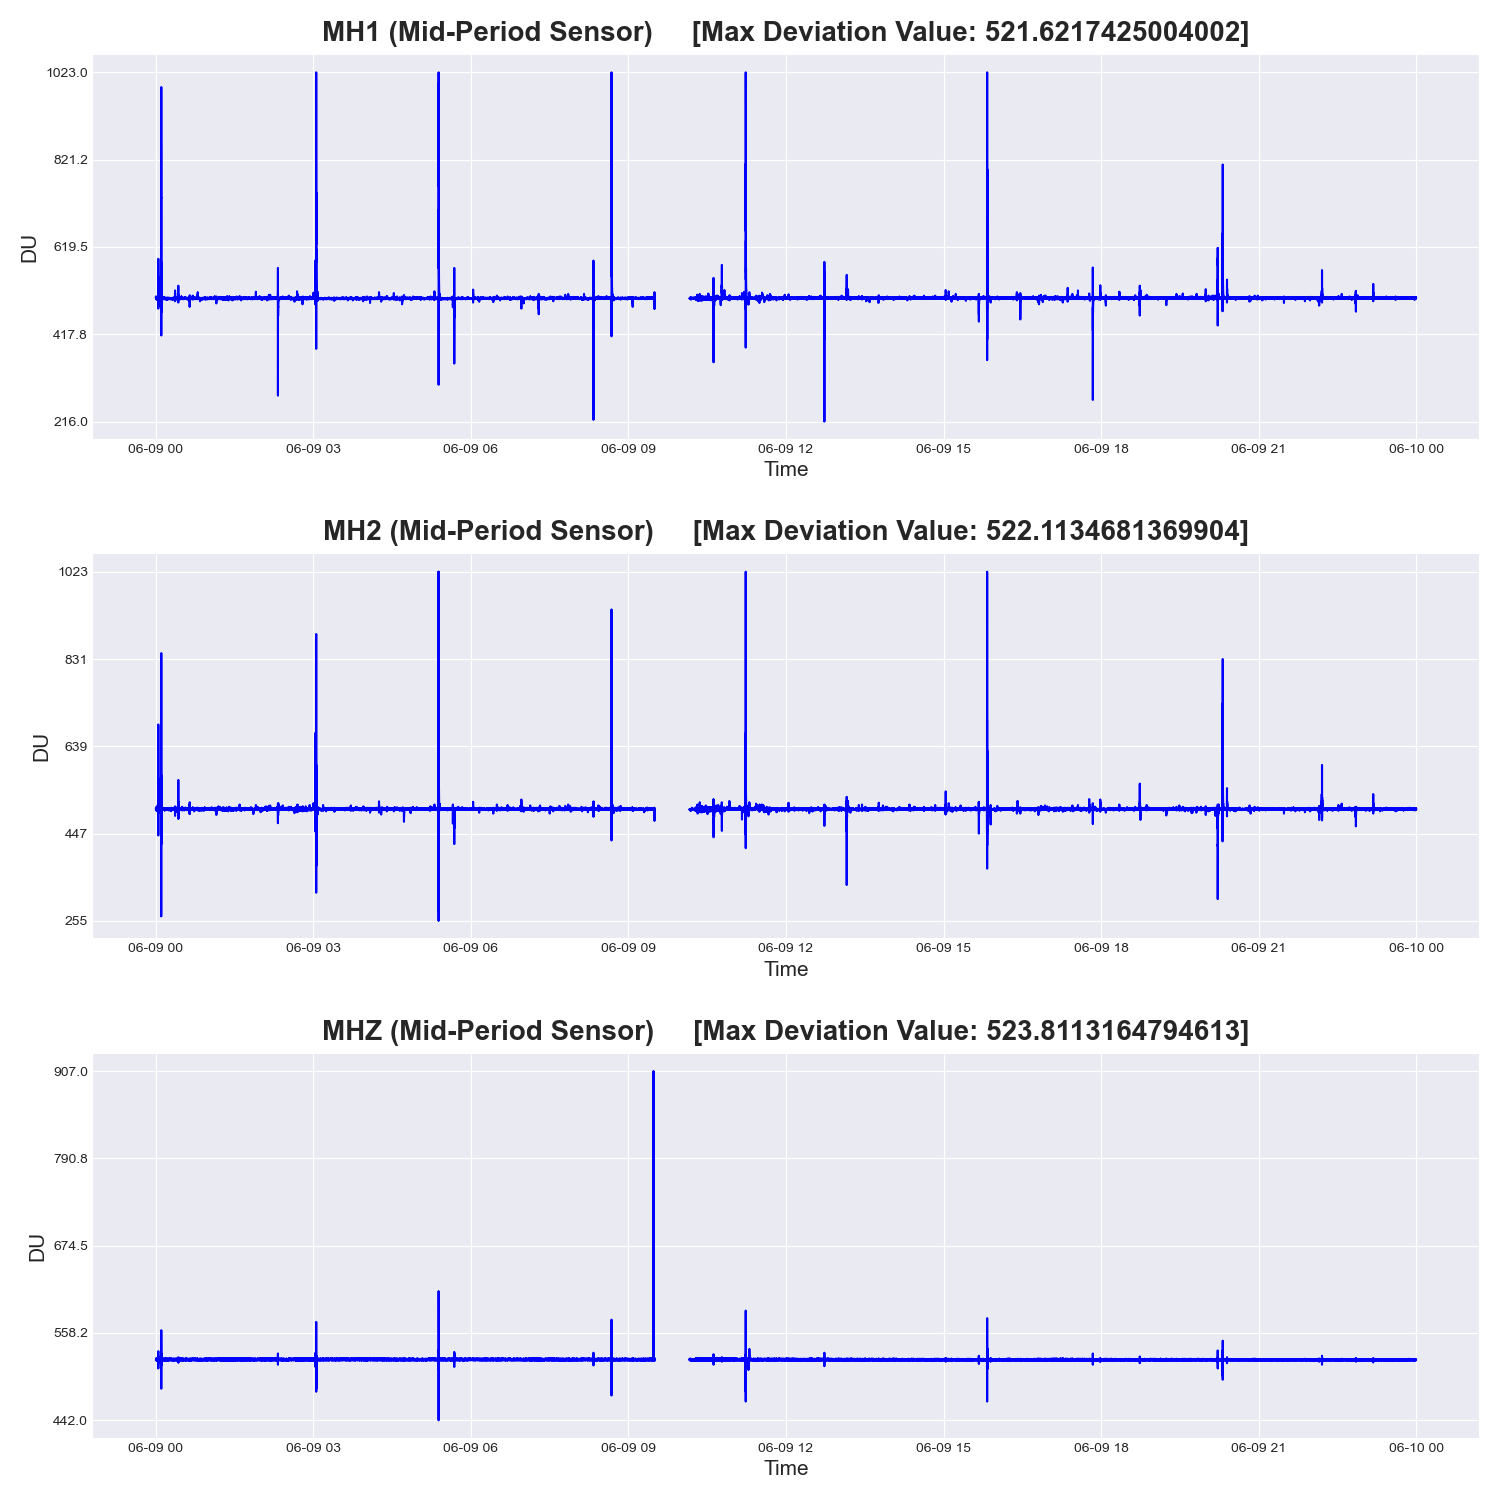 MH1 (Mid-Period Sensor) [Max Deviation Value: 521.6217425004002]
1023.0
821.2
619.5
417.8
216.0
DU
06-09 00 06-09 03 06-09 06 06-09 09 06-09 12 06-09 15 06-09 18 06-09 21 06-10 00
Time
MH2 (Mid-Period Sensor) [Max Deviation Value: 522.1134681369904]
1023
831
639
447
255
DU
06-09 00 06-09 03 06-09 06 06-09 09 06-09 12 06-09 15 06-09 18 06-09 21 06-10 00
Time
MHZ (Mid-Period Sensor) [Max Deviation Value: 523.8113164794613]
907.0
790.8
674.5
558.2
442.0
DU
06-09 00 06-09 03 06-09 06 06-09 09 06-09 12 06-09 15 06-09 18 06-09 21 06-10 00
Time